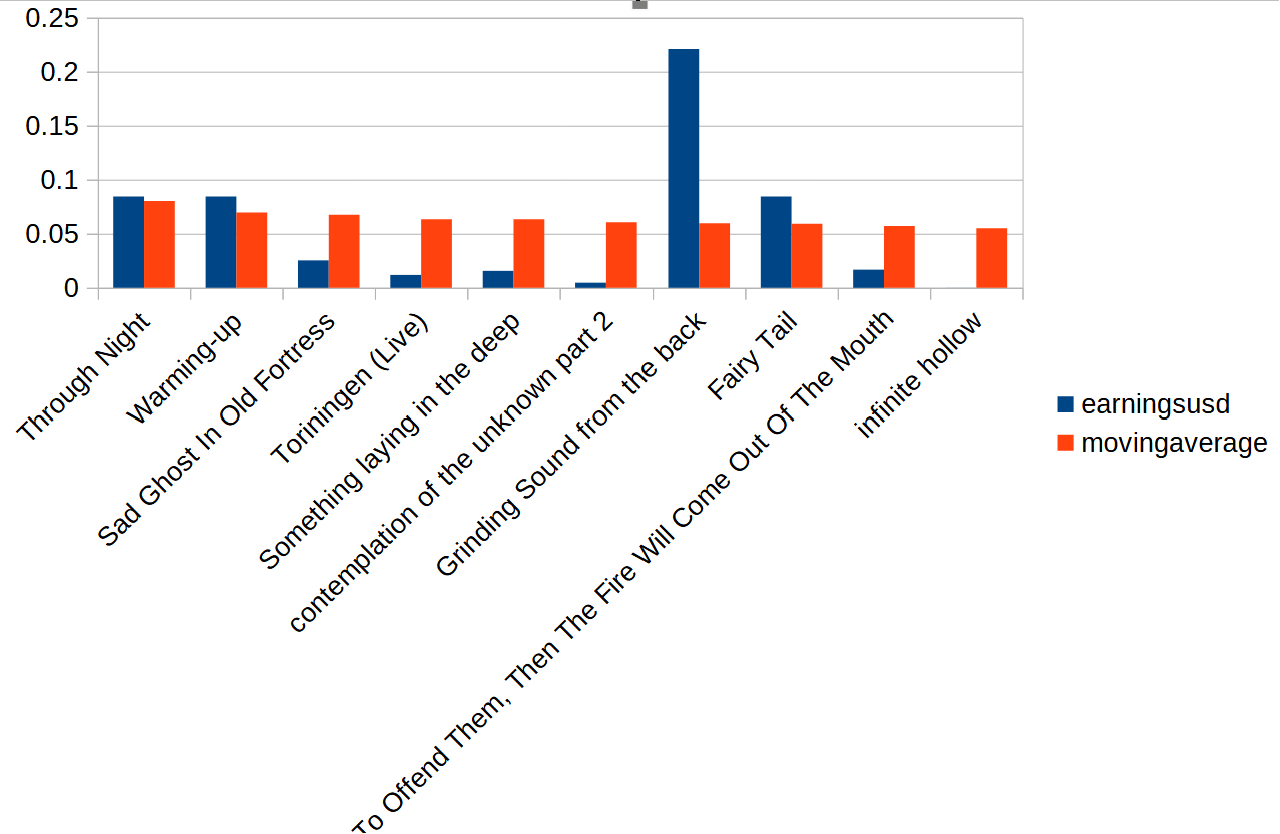 0.25
0.2
0.15
0.1
0.05
0
Through Night
Warming-up
Sad Ghost In Old Fortress
Toriningen (Live)
Something laying in the deep
contemplation of the unknown part 2
Grinding Sound from the back
Fairy Tail
To Offend Them, Then The Fire Will Come Out Of The Mouth
infinite hollow
earningsusd
movingaverage